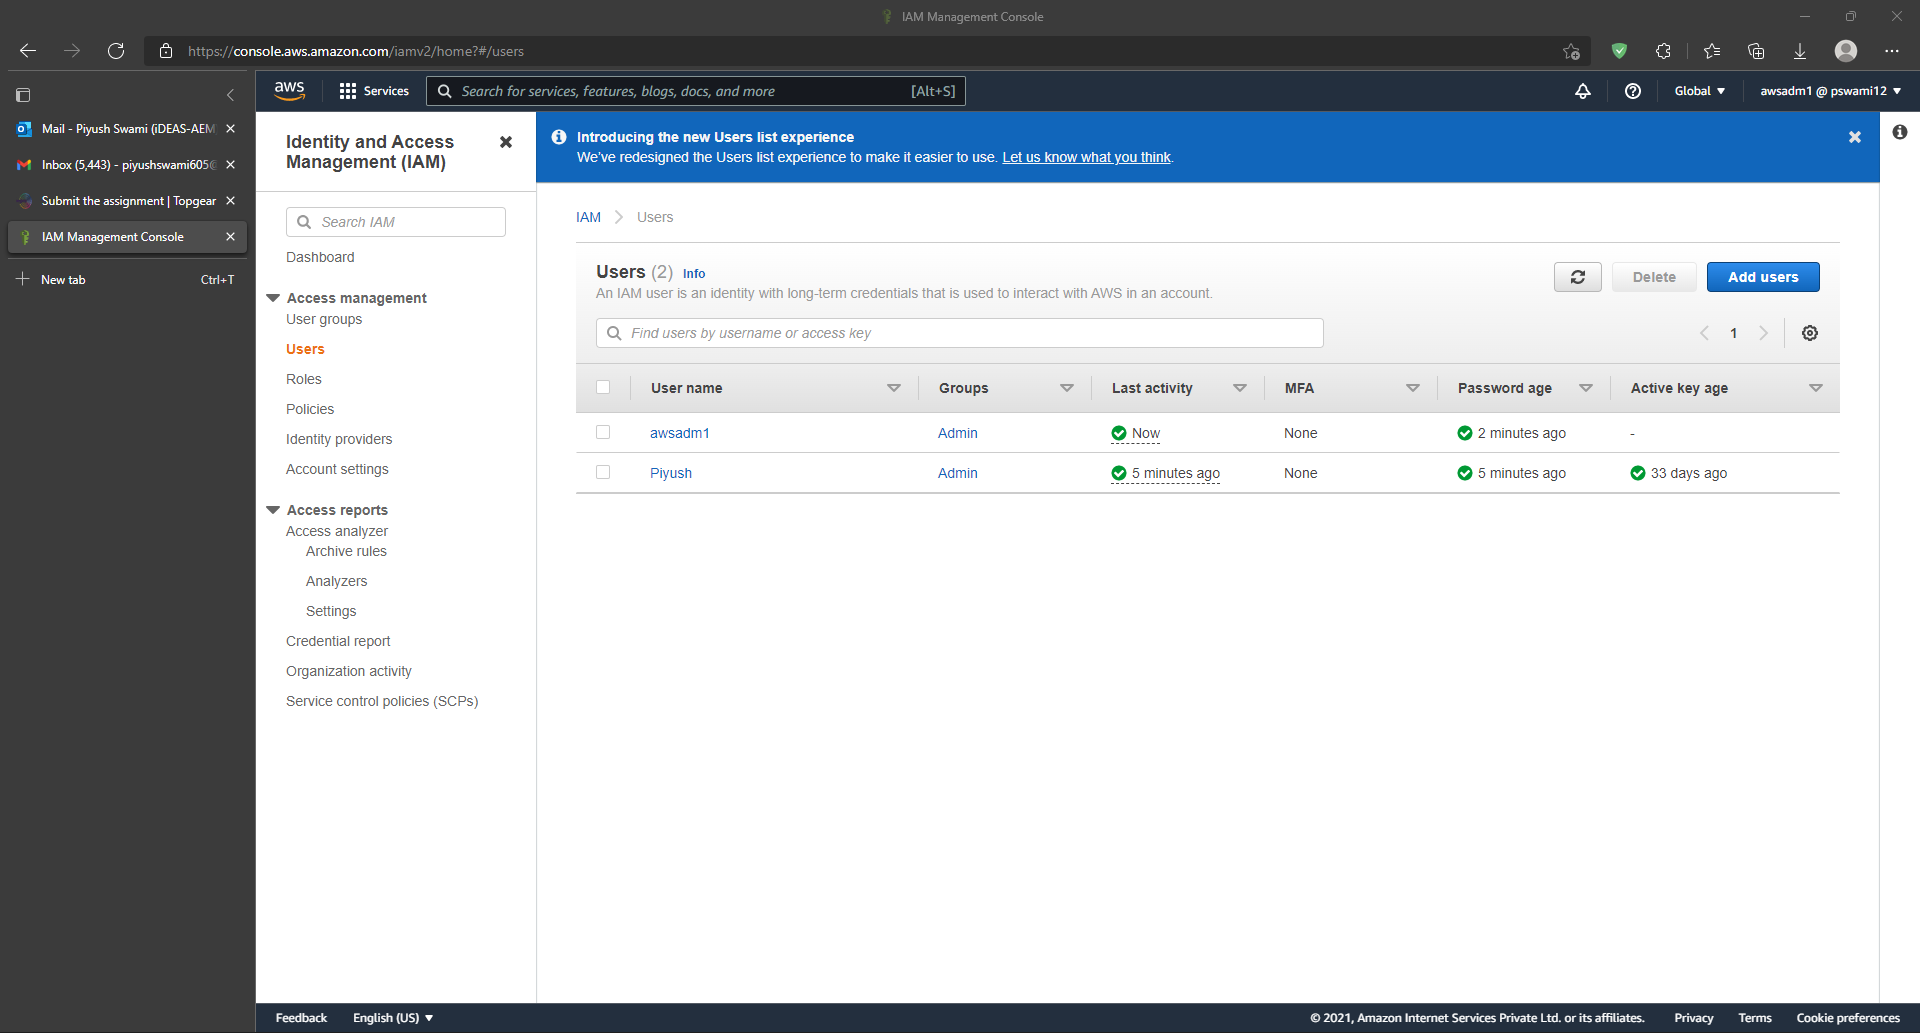 IAM Management Console
https://console.aws.amazon.com/iamv2/home?#/users
Mail - Piyush Swami (iDEAS-AEM
Inbox (5,443) - piyushswami605@
Submit the assignment | Topgear
IAM Management Console
New tab Ctrl+T
aws Services Search for services, features, blogs, docs, and more [Alt+S] Global awsadm1 @ pswami12
Identity and Access
Management (IAM)
Search IAM
Dashboard
Access management
User groups
Users
Roles
Policies
Identity providers
Account settings
Access reports
Access analyzer
Archive rules
Analyzers
Settings
Credential report
Organization activity
Service control policies (SCPs)
Introducing the new Users list experience
We've redesigned the Users list experience to make it easier to use. Let us know what you think.
IAM Users
Users (2) Info
An IAM user is an identity with long-term credentials that is used to interact with AWS in an account.
Delete Add users
Find users by username or access key
1
User name Groups Last activity MFA Password age Active key age
awsadm1 Admin Now None 2 minutes ago -
Piyush Admin 5 minutes ago None 5 minutes ago 33 days ago
Feedback English (US) © 2021, Amazon Internet Services Private Ltd. or its affiliates. Privacy Terms Cookie preferences